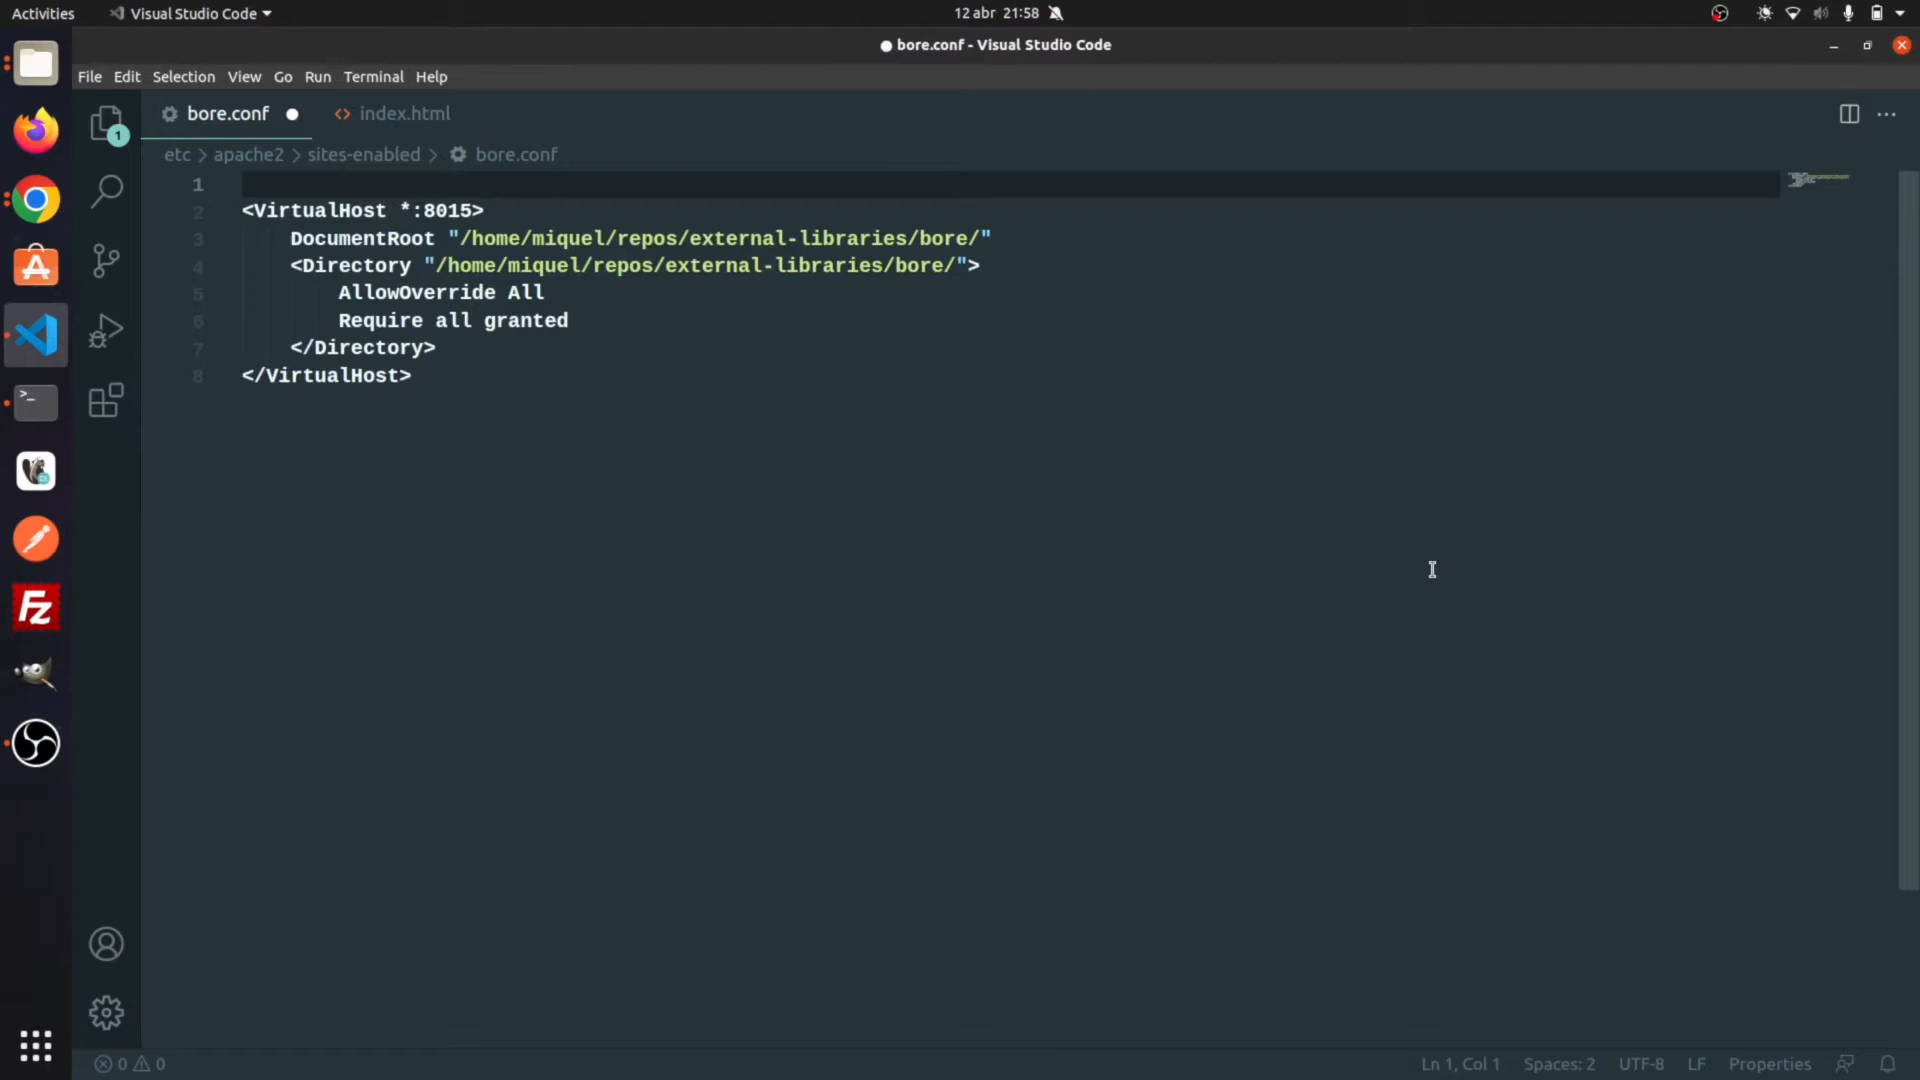 Activities Visual Studio Code 12 abr 21:58
bore.conf - Visual Studio Code
File Edit Selection View Go Run Terminal Help
bore.conf index.html
1
etc > apache2 > sites-enabled > bore.conf
1
2 <VirtualHost *:8015>
3 DocumentRoot "/home/miquel/repos/external-libraries/bore/"
4 <Directory "/home/miquel/repos/external-libraries/bore/">
5 AllowOverride All
6 Require all granted
7 </Directory>
8 </VirtualHost>
>_
Fz
0 0 Ln 1, Col 1 Spaces: 2 UTF-8 LF Properties